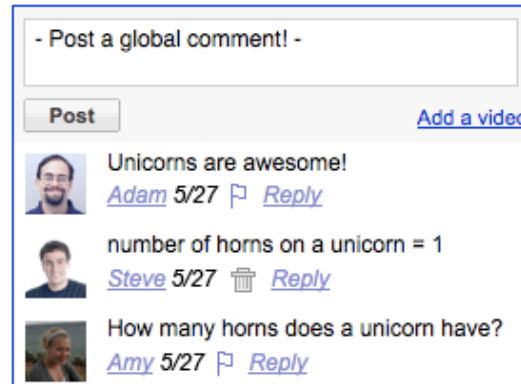 - Post a global comment! -
Post
Add a video
Unicorns are awesome!
Adam 5/27 Reply
number of horns on a unicorn = 1
Steve 5/27 Reply
How many horns does a unicorn have?
Amy 5/27 Reply